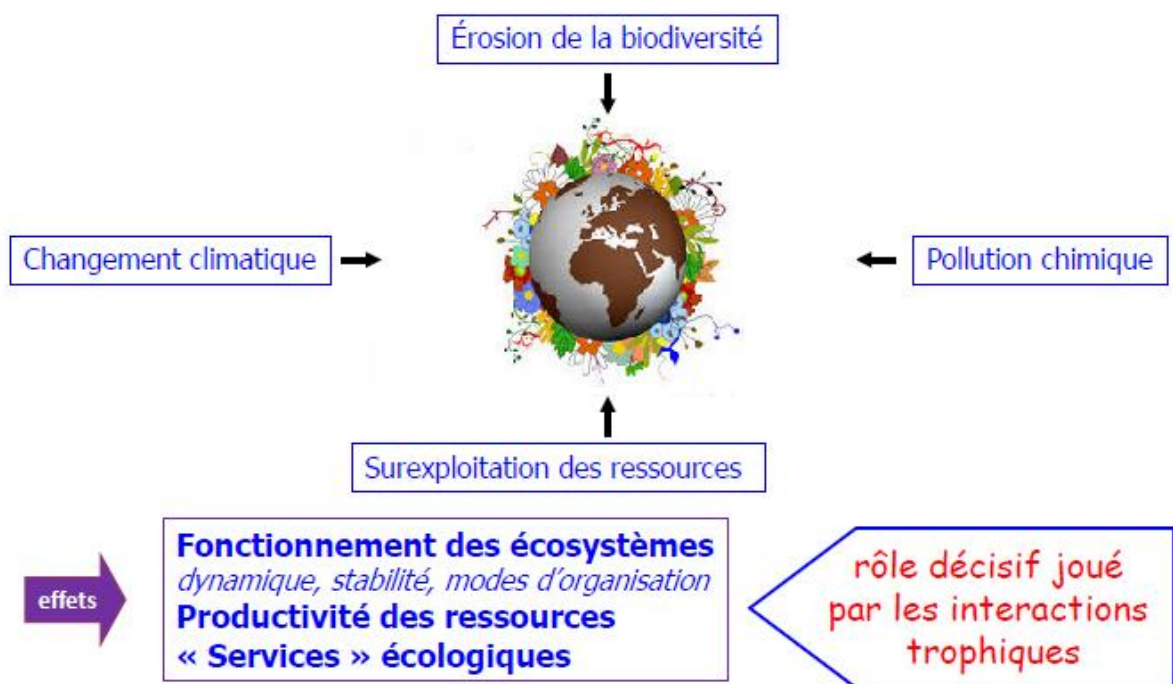 Érosion de la biodiversité
Changement climatique
Pollution chimique
Surexploitation des ressources
effets
Fonctionnement des écosystèmes
dynamique, stabilité, modes d'organisation
Productivité des ressources
« Services » écologiques
rôle décisif joué
par les interactions
trophiques